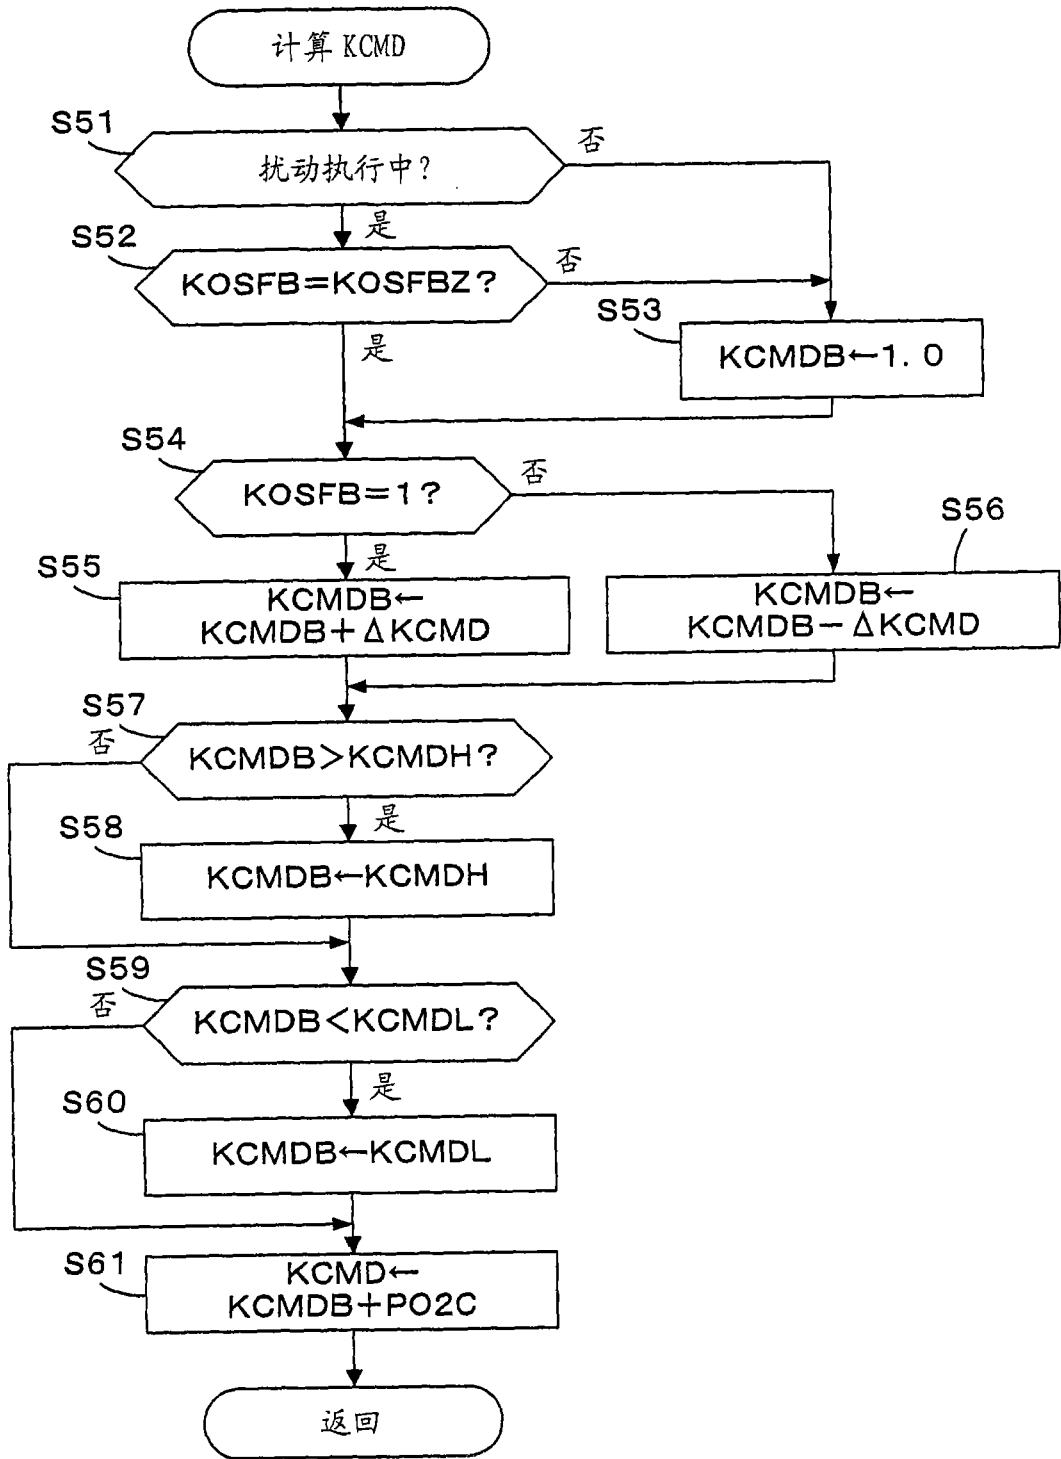 计算 KCMD
S51
扰动执行中?
否
是
S52
KOSFB=KOSFBZ?
否
是
S53
KCMDB←1.0
S54
KOSFB=1?
否
是
S55
KCMDB←
KCMDB+ΔKCMD
S56
KCMDB←
KCMDB-ΔKCMD
S57
否
KCMDB>KCMDH?
是
S58
KCMDB←KCMDH
S59
否
KCMDB<KCMDL?
是
S60
KCMDB←KCMDL
S61
KCMD←
KCMDB+PO2C
返回